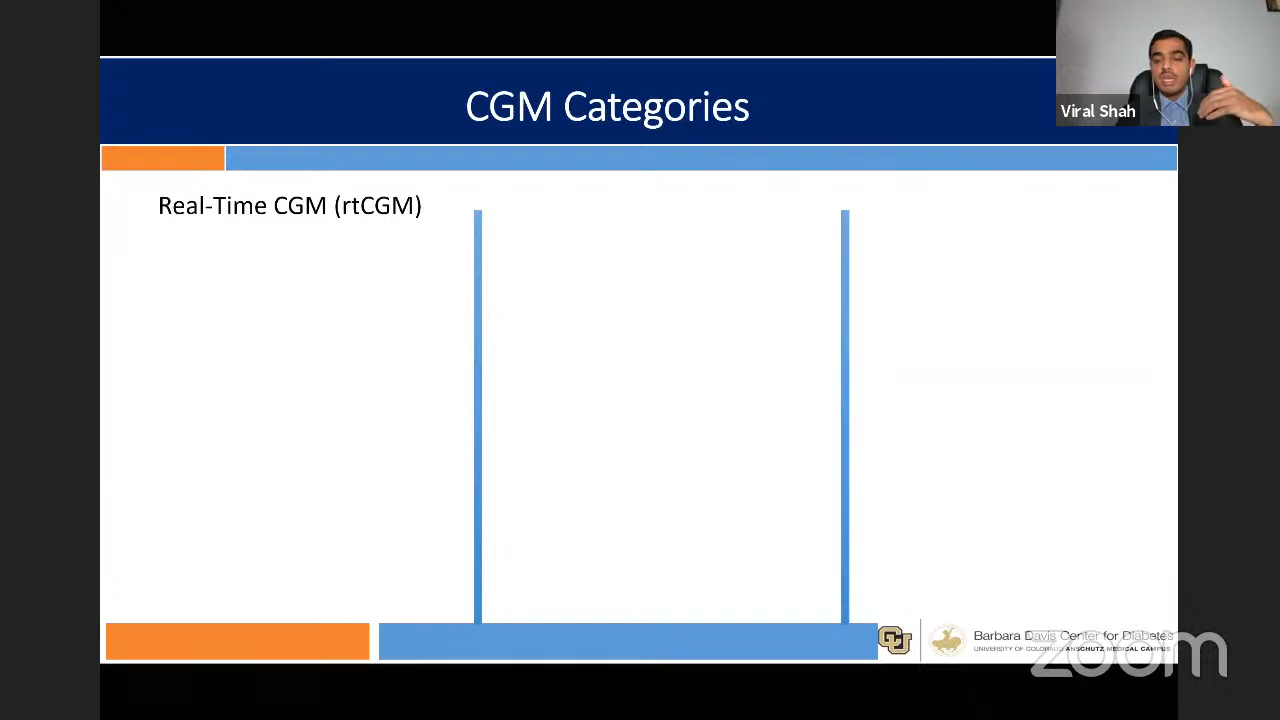 CGM Categories
Viral Shah
Real-Time CGM (rtCGM)
CU
Barbara Davis Center for Diabetes
UNIVERSITY OF COLORADO ANSCHUTZ MEDICAL CAMPUS
zoom